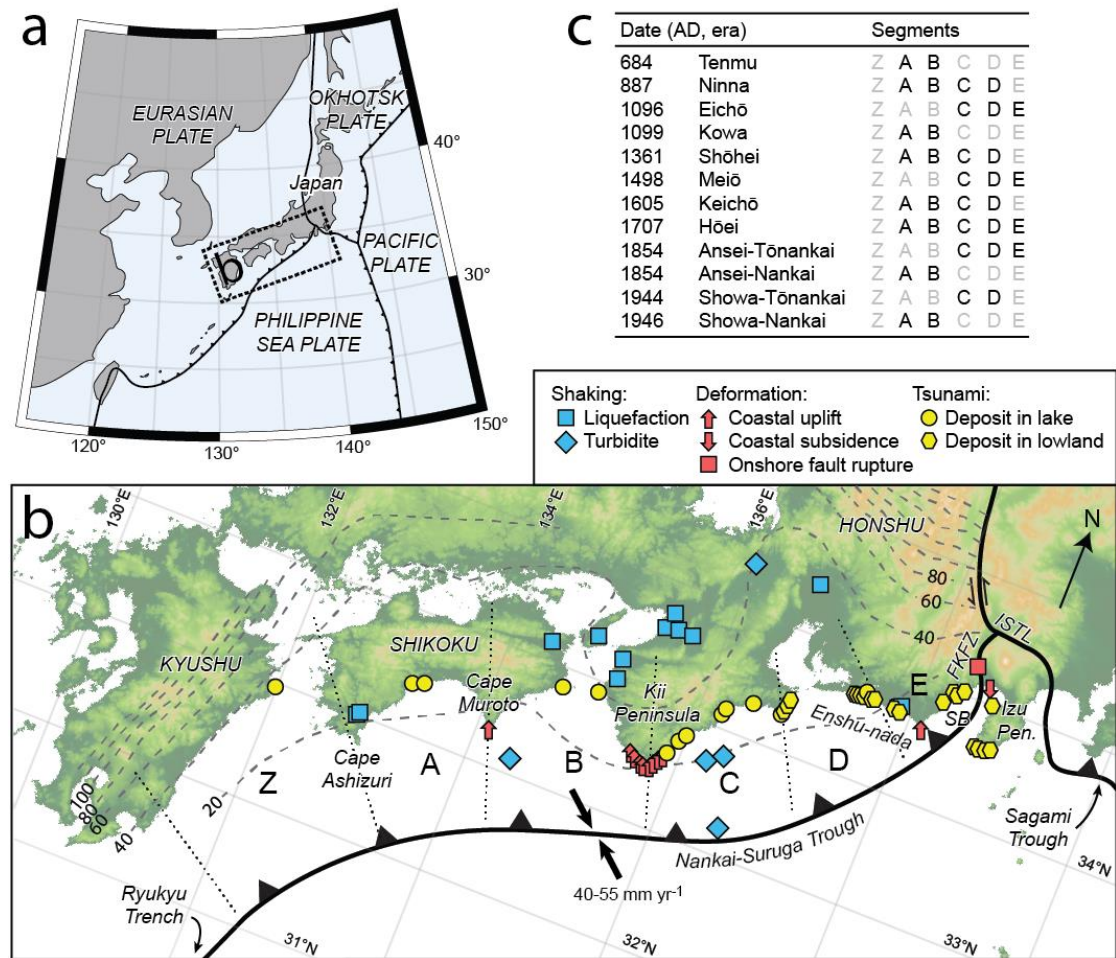 a
EURASIAN
PLATE
OKHOTSK
PLATE
Japan
b
PACIFIC
PLATE
PHILIPPINE
SEA PLATE
40°
30°
120°
130°
140°
150°
c
Date (AD, era) Segments
684 Tenmu Z A B C D E
887 Ninna Z A B C D E
1096 Eichō Z A B C D E
1099 Kowa Z A B C D E
1361 Shōhei Z A B C D E
1498 Meiō Z A B C D E
1605 Keichō Z A B C D E
1707 Hōei Z A B C D E
1854 Ansei-Tōnankai Z A B C D E
1854 Ansei-Nankai Z A B C D E
1944 Showa-Tōnankai Z A B C D E
1946 Showa-Nankai Z A B C D E
Shaking: Deformation: Tsunami:
Liquefaction Coastal uplift Deposit in lake
Turbidite Coastal subsidence Deposit in lowland
Onshore fault rupture
b
130°E
132°E
134°E
136°E
HONSHU
N
80
60
40
ISTL
FKFZ
SHIKOKU
KYUSHU
Cape
Muroto
Kii
Peninsula
E
SB
Izu
Pen.
Enshū-nada
Cape
Ashizuri
Z
A
B
C
D
20
100
80
60
40
Nankai-Suruga Trough
Sagami
Trough
40-55 mm yr⁻¹
Ryukyu
Trench
31°N
32°N
33°N
34°N